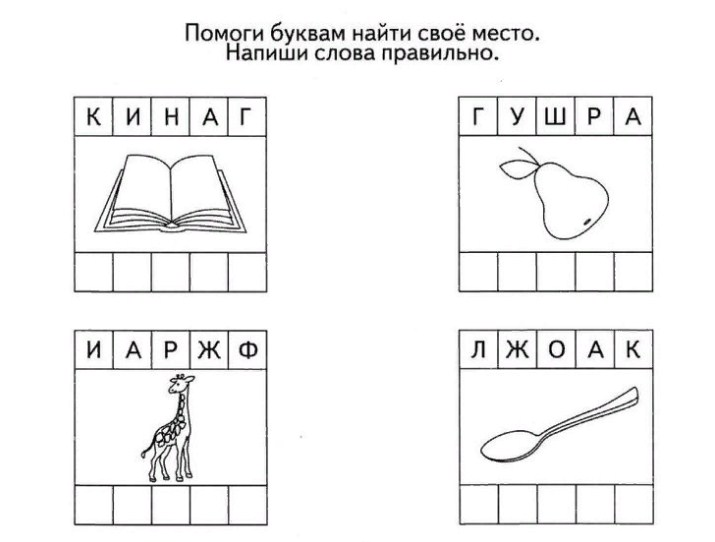 Помоги буквам найти своё место.
Напиши слова правильно.
К И Н А Г
Г У Ш Р А
И А Р Ж Ф
Л Ж О А К